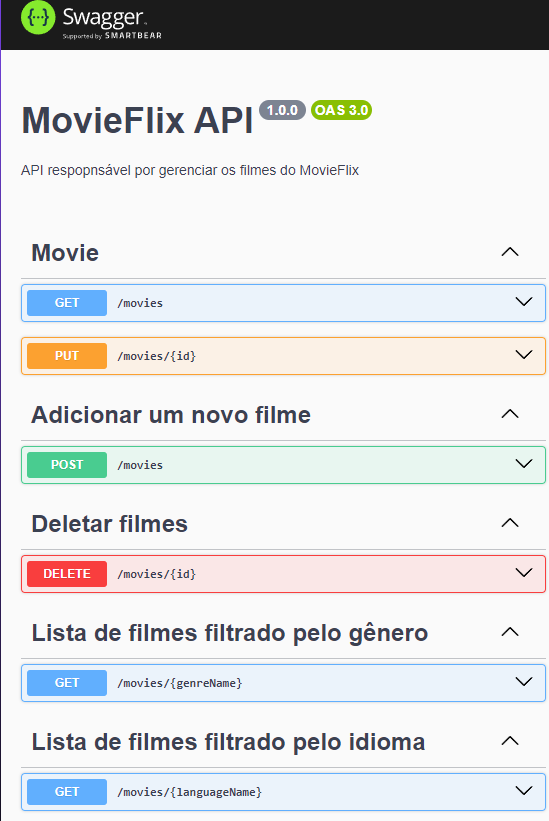 Swagger
Supported by SMARTBEAR
MovieFlix API 1.0.0 OAS 3.0
API respopnsável por gerenciar os filmes do MovieFlix
Movie
GET /movies
PUT /movies/{id}
Adicionar um novo filme
POST /movies
Deletar filmes
DELETE /movies/{id}
Lista de filmes filtrado pelo gênero
GET /movies/{genreName}
Lista de filmes filtrado pelo idioma
GET /movies/{languageName}